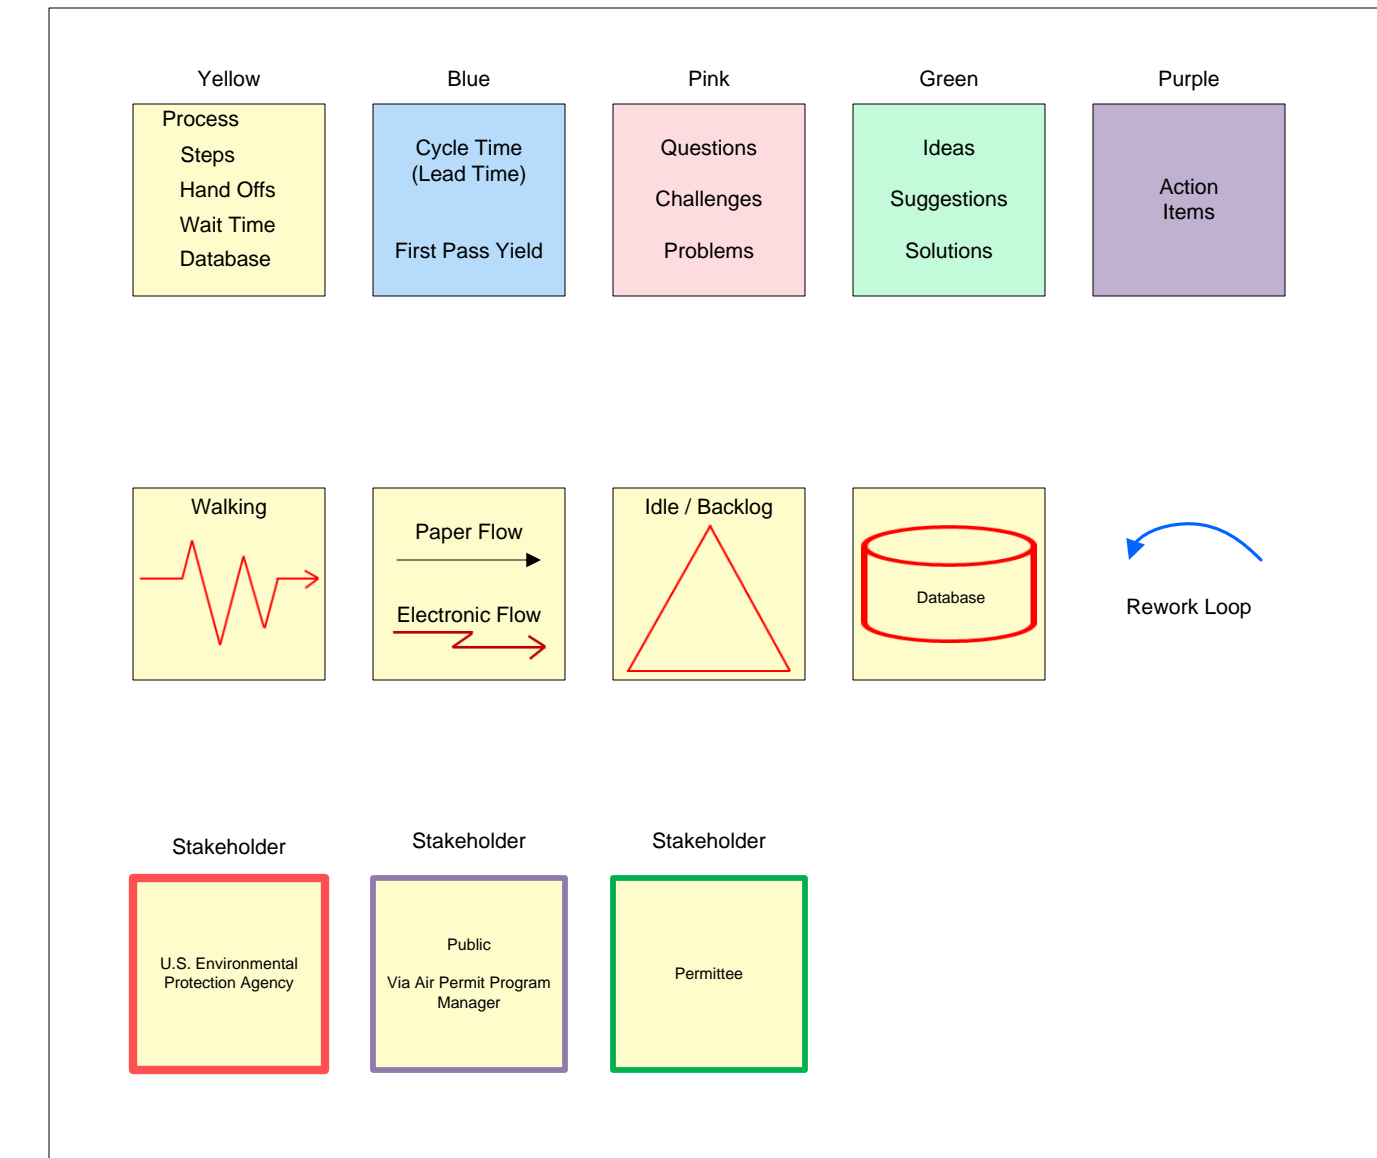 Yellow
Blue
Pink
Green
Purple
Process
Steps
Hand Offs
Wait Time
Database
Cycle Time
(Lead Time)
First Pass Yield
Questions
Challenges
Problems
Ideas
Suggestions
Solutions
Action
Items
Walking
Paper Flow
Electronic Flow
Idle / Backlog
Database
Rework Loop
Stakeholder
Stakeholder
Stakeholder
U.S. Environmental
Protection Agency
Public
Via Air Permit Program
Manager
Permittee